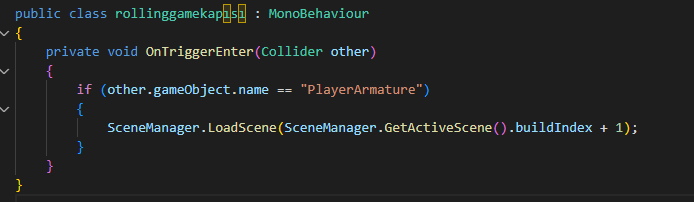 public class rollinggamekapısı : MonoBehaviour
{
private void OnTriggerEnter(Collider other)
{
if (other.gameObject.name == "PlayerArmature")
{
SceneManager.LoadScene(SceneManager.GetActiveScene().buildIndex + 1);
}
}
}